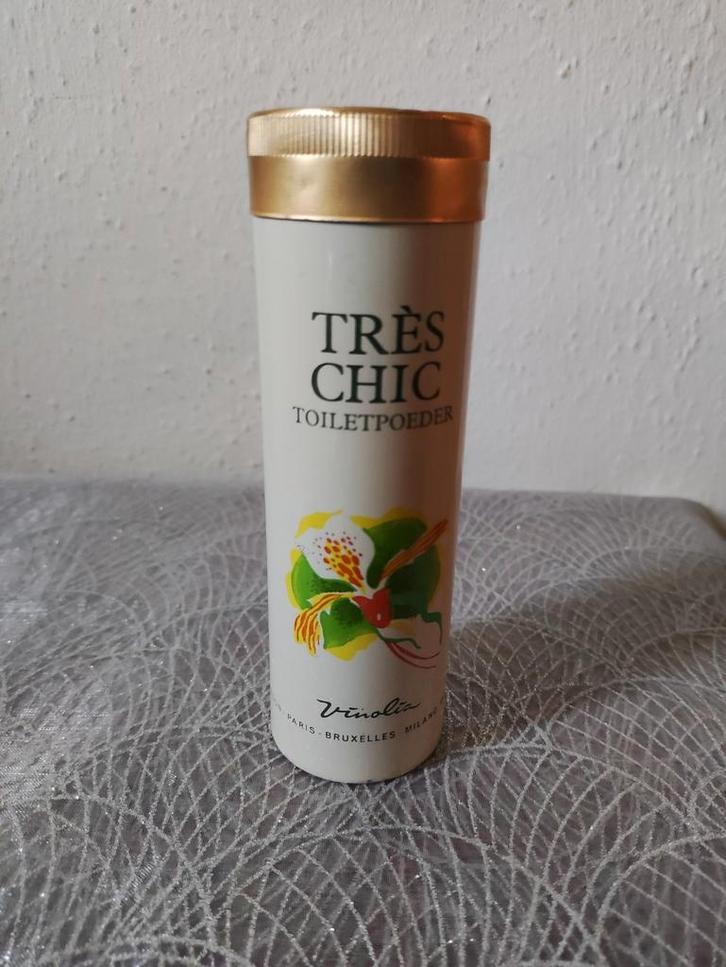 TRÈS
CHIC
TOILETPOEDER
Vinolia
PARIS - BRUXELLES MILANO